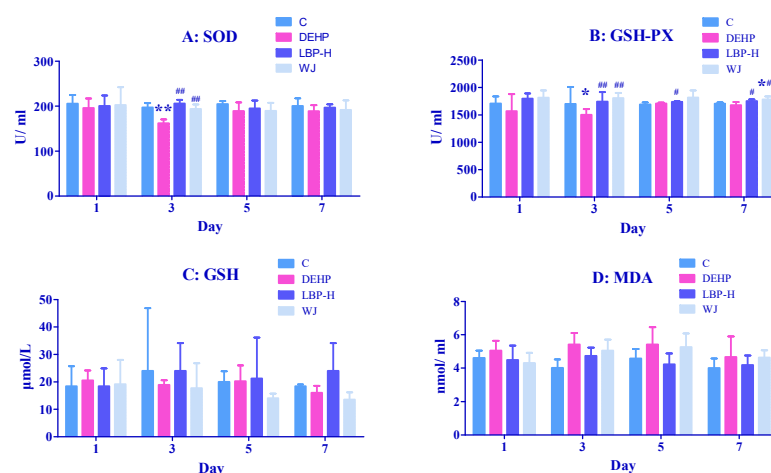 A: SOD
C
DEHP
LBP-H
WJ
U/ ml
300
200
100
0
**
##
##
1
3
5
7
Day
B: GSH-PX
C
DEHP
LBP-H
WJ
U/ ml
2500
2000
1500
1000
500
0
*
##
##
#
#
*#
1
3
5
7
Day
C: GSH
C
DEHP
LBP-H
WJ
μmol/L
50
40
30
20
10
0
1
3
5
7
Day
D: MDA
C
DEHP
LBP-H
WJ
nmol/ ml
8
6
4
2
0
1
3
5
7
Day